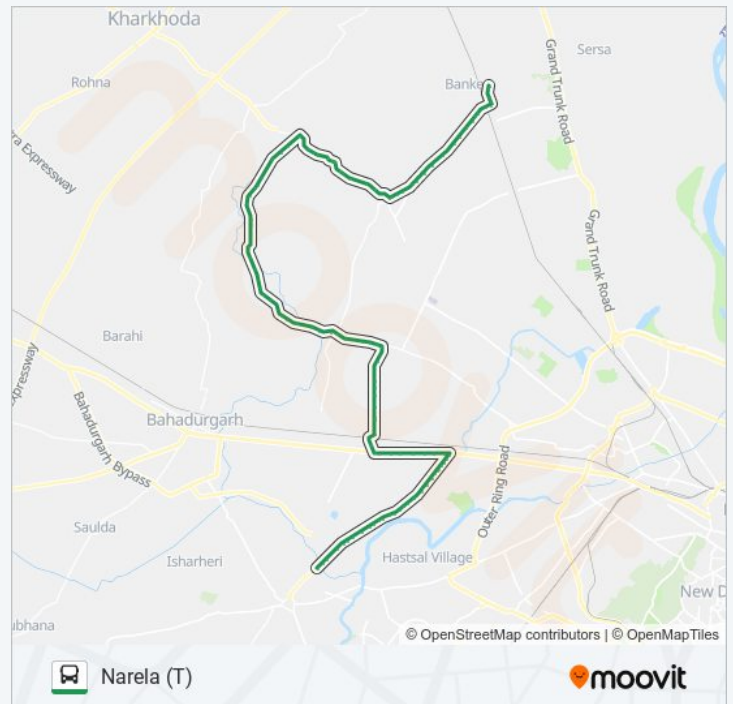 Kharkhoda
Sersa
Rohna
Banke
Grand Trunk Road
ra Expressway
Grand Trunk Road
Barahi
Expressway
Bahadurgarh
Bahadurgarh Bypass
Outer Ring Road
Saulda
Hastsal Village
Isharheri
New D
ubhana
© OpenStreetMap contributors | © OpenMapTiles
Narela (T)
moovit